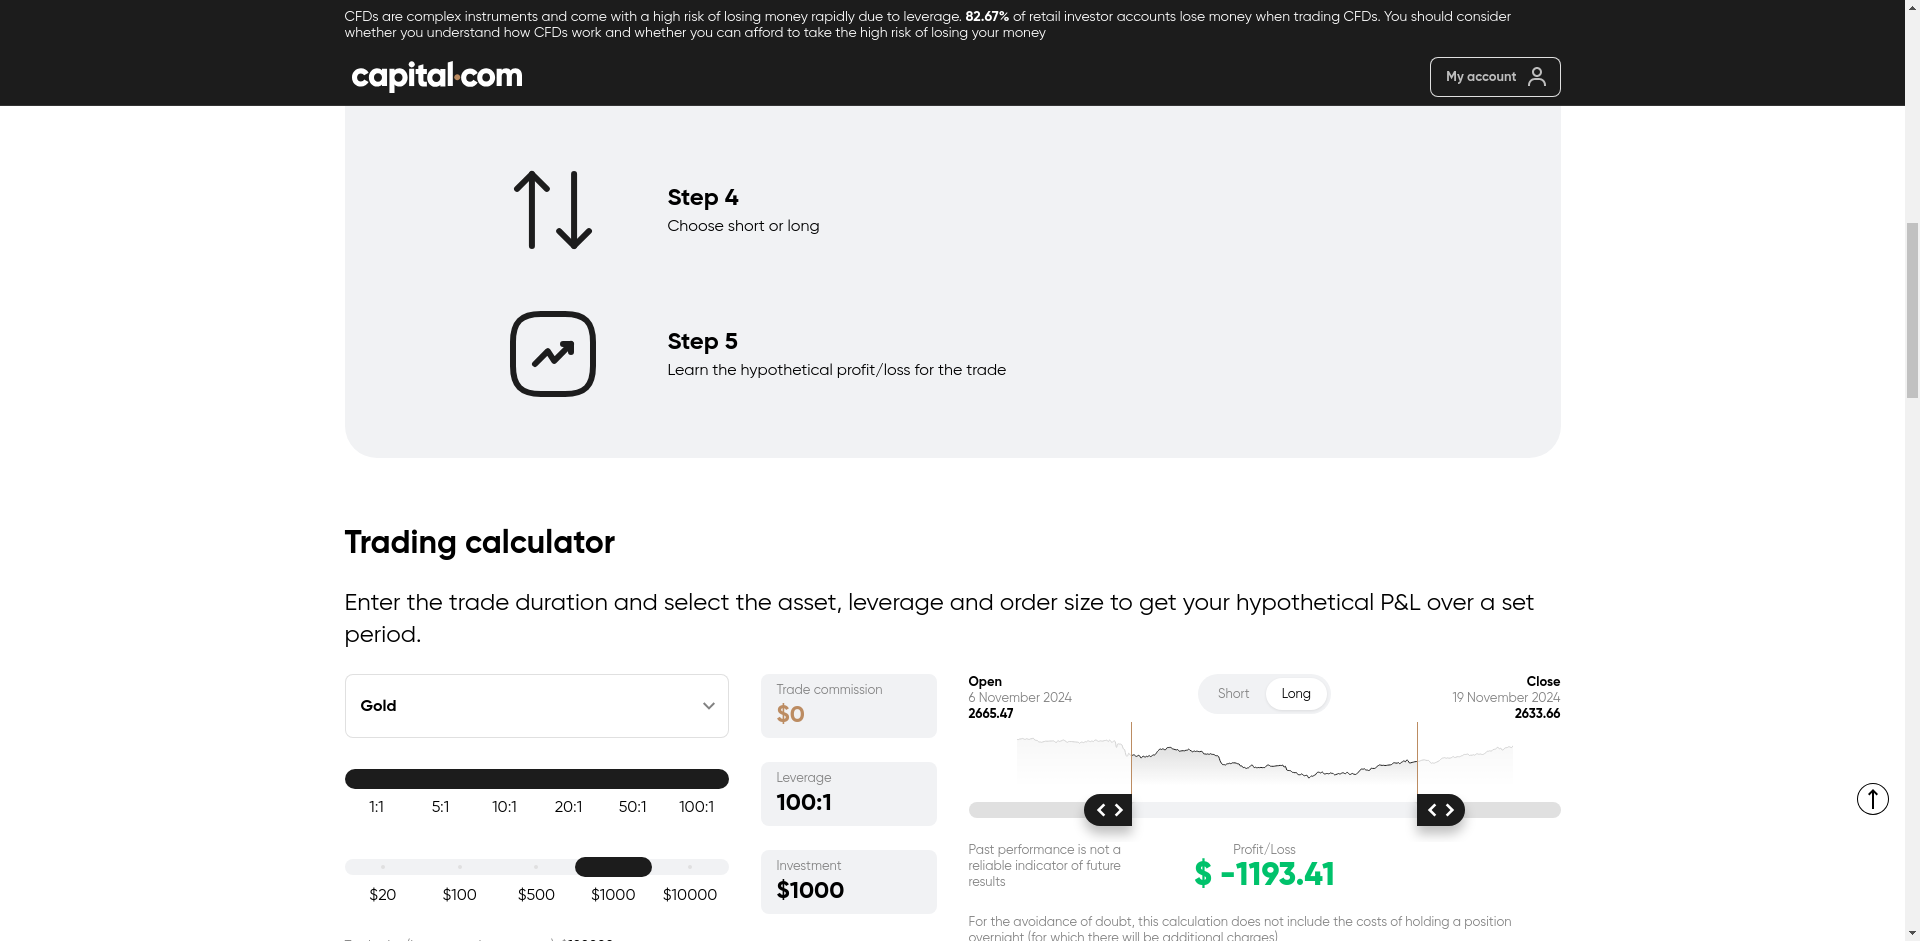 CFDs are complex instruments and come with a high risk of losing money rapidly due to leverage. 82.67% of retail investor accounts lose money when trading CFDs. You should consider
whether you understand how CFDs work and whether you can afford to take the high risk of losing your money
capital.com
My account
Step 4
Choose short or long
Step 5
Learn the hypothetical profit/loss for the trade
Trading calculator
Enter the trade duration and select the asset, leverage and order size to get your hypothetical P&L over a set
period.
Gold
1:1 5:1 10:1 20:1 50:1 100:1
$20 $100 $500 $1000 $10000
Trade commission
$0
Leverage
100:1
Investment
$1000
Open
6 November 2024
2665.47
Short Long
Close
19 November 2024
2633.66
Past performance is not a
reliable indicator of future
results
Profit/Loss
$ -1193.41
For the avoidance of doubt, this calculation does not include the costs of holding a position
overnight (for which there will be additional charges)